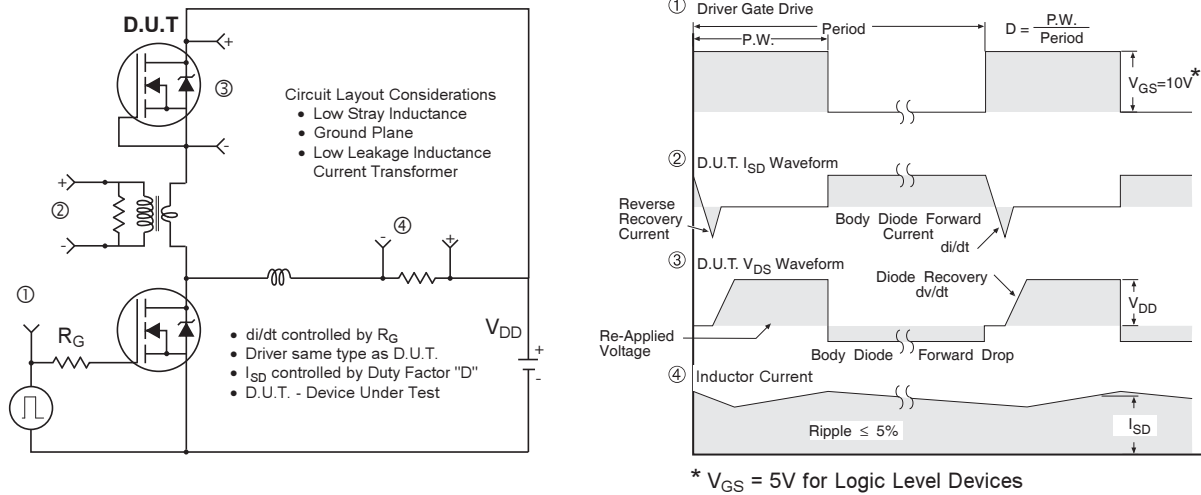 D.U.T
+
③
-
Circuit Layout Considerations
• Low Stray Inductance
• Ground Plane
• Low Leakage Inductance
Current Transformer
+
②
-
④
-
+
①
R_G
• di/dt controlled by R_G
• Driver same type as D.U.T.
• I_SD controlled by Duty Factor "D"
• D.U.T. - Device Under Test
V_DD
+
-
① Driver Gate Drive
P.W.
Period
D = P.W. / Period
V_GS=10V *
② D.U.T. I_SD Waveform
Reverse
Recovery
Current
Body Diode Forward
Current
di/dt
③ D.U.T. V_DS Waveform
Diode Recovery
dv/dt
V_DD
Re-Applied
Voltage
Body Diode Forward Drop
④ Inductor Current
Ripple ≤ 5%
I_SD
* V_GS = 5V for Logic Level Devices